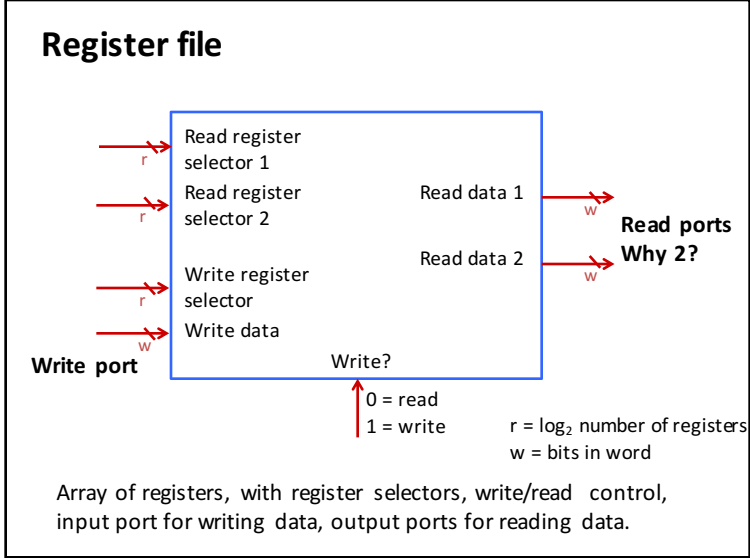 Register file
r
Read register
selector 1
r
Read register
selector 2
r
Write register
selector
w
Write data
Write port
Read data 1
w
Read data 2
w
Read ports
Why 2?
Write?
0 = read
1 = write
r = log₂ number of registers
w = bits in word
Array of registers, with register selectors, write/read control,
input port for writing data, output ports for reading data.